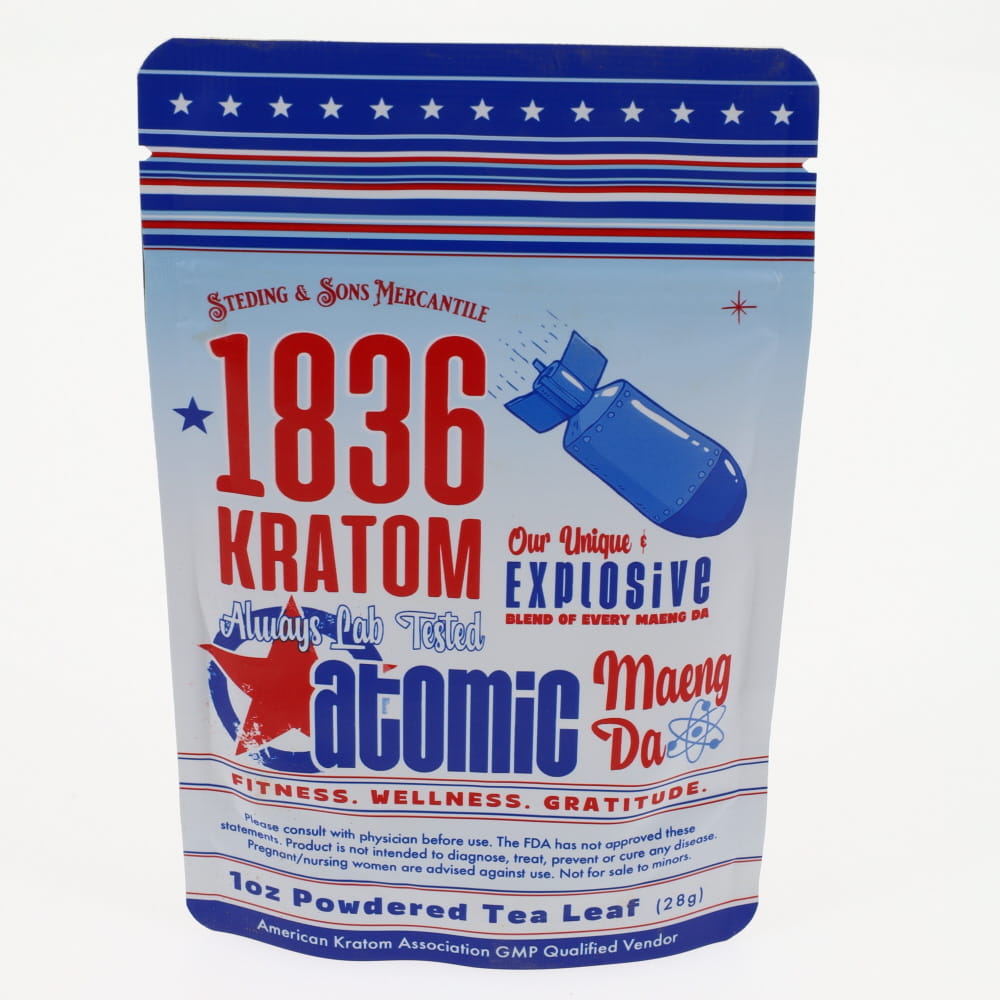 Steding & Sons Mercantile
1836
KRATOM
Always Lab Tested
Our Unique &
EXPLOSiVe
BLEND OF EVERY MAENG DA
atomic
Maeng
Da
FITNESS. WELLNESS. GRATITUDE.
Please consult with physician before use. The FDA has not approved these
statements. Product is not intended to diagnose, treat, prevent or cure any disease.
Pregnant/nursing women are advised against use. Not for sale to minors.
1oz Powdered Tea Leaf (28g)
American Kratom Association GMP Qualified Vendor